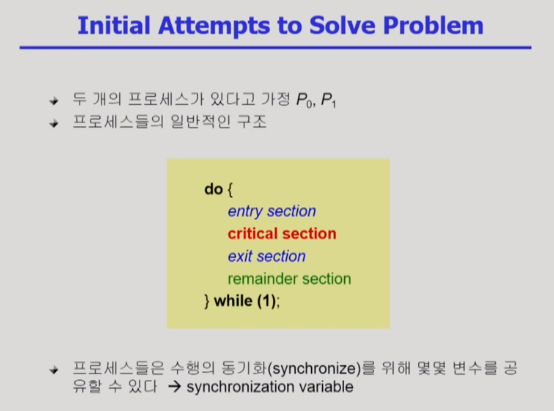 Initial Attempts to Solve Problem
두 개의 프로세스가 있다고 가정 P₀, P₁
프로세스들의 일반적인 구조
do {
entry section
critical section
exit section
remainder section
} while (1);
프로세스들은 수행의 동기화(synchronize)를 위해 몇몇 변수를 공
유할 수 있다 → synchronization variable